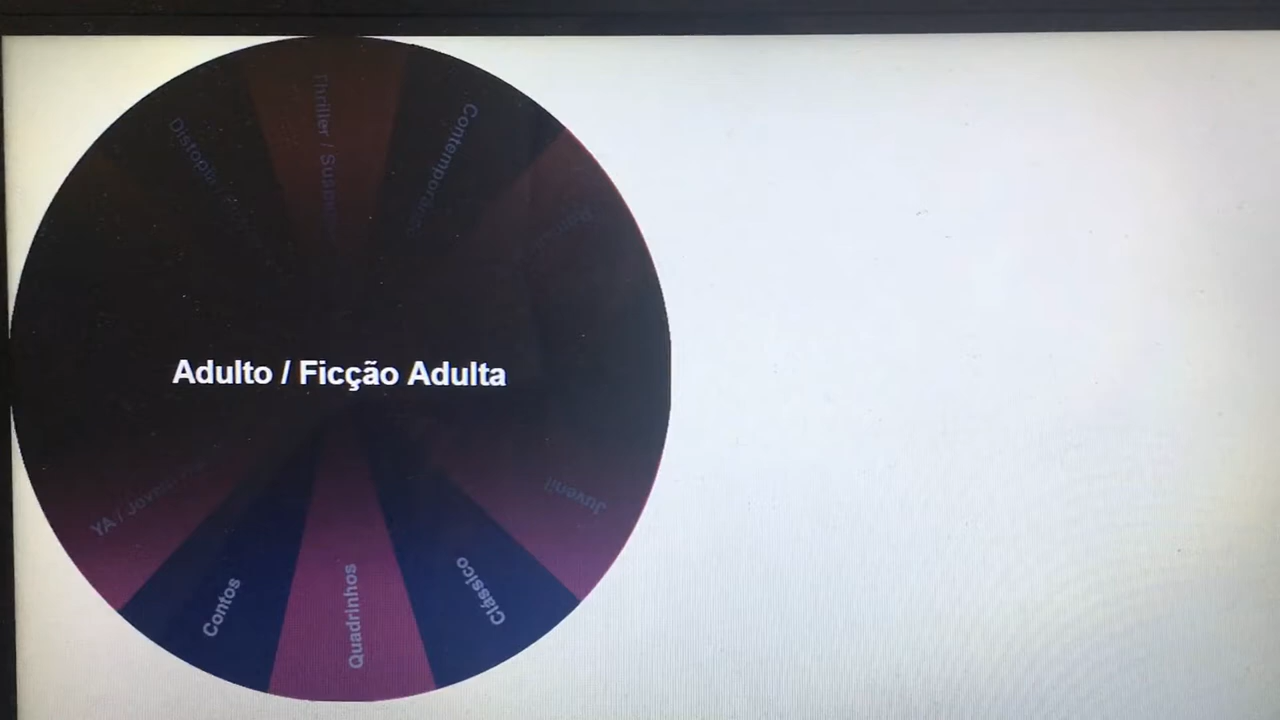 Thriller / Suspense
Contemporâneo
Distopia /
Adulto / Ficção Adulta
YA / Jovem
Juvenil
Contos
Quadrinhos
Clássico